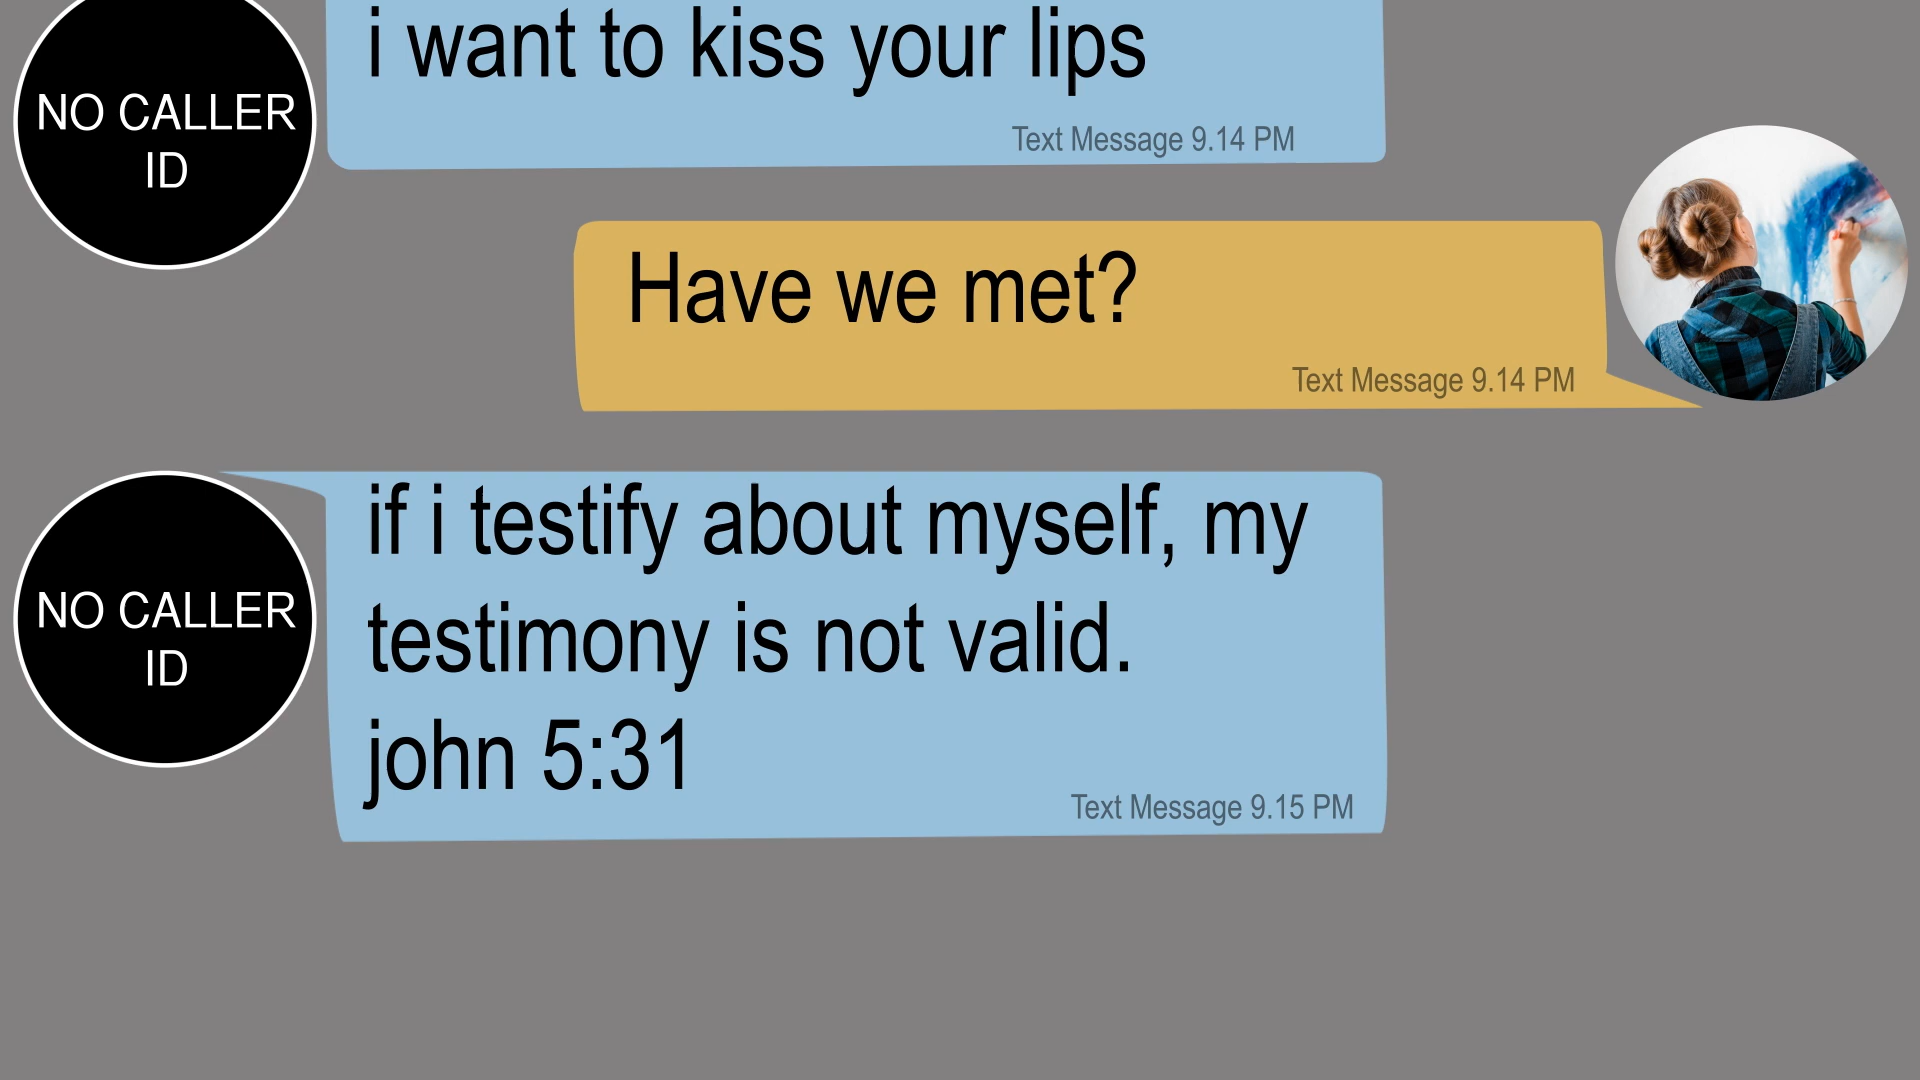 i want to kiss your lips
Text Message 9.14 PM
NO CALLER
ID
Have we met?
Text Message 9.14 PM
if i testify about myself, my
testimony is not valid.
john 5:31
Text Message 9.15 PM
NO CALLER
ID